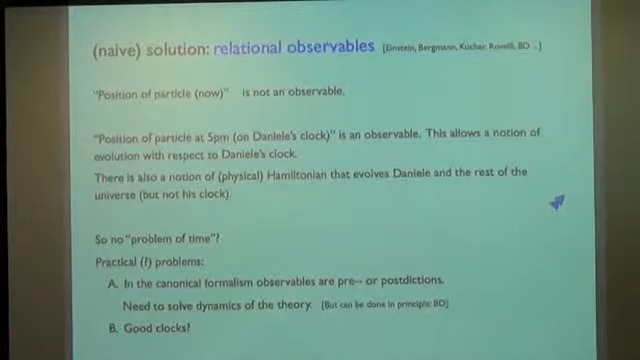 (naive) solution: relational observables [Einstein, Bergmann, Kuchar, Rovelli, BD ...]
"Position of particle (now)" is not an observable.
"Position of particle at 5pm (on Daniele's clock)" is an observable. This allows a notion of
evolution with respect to Daniele's clock.
There is also a notion of (physical) Hamiltonian that evolves Daniele and the rest of the
universe (but not his clock).
So no "problem of time"?
Practical (?) problems:
A. In the canonical formalism observables are pre-- or postdictions.
Need to solve dynamics of the theory. [But can be done in principle: BD]
B. Good clocks?